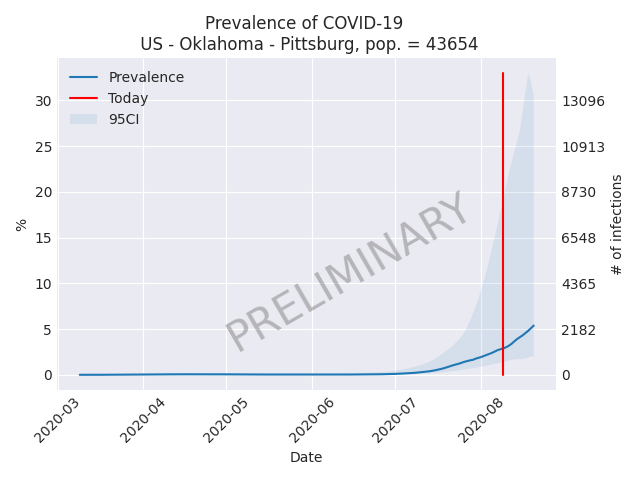 Prevalence of COVID-19
US - Oklahoma - Pittsburg, pop. = 43654
Prevalence
Today
95CI
30
25
20
15
10
5
0
%
13096
10913
8730
6548
4365
2182
0
# of infections
PRELIMINARY
2020-03
2020-04
2020-05
2020-06
2020-07
2020-08
Date